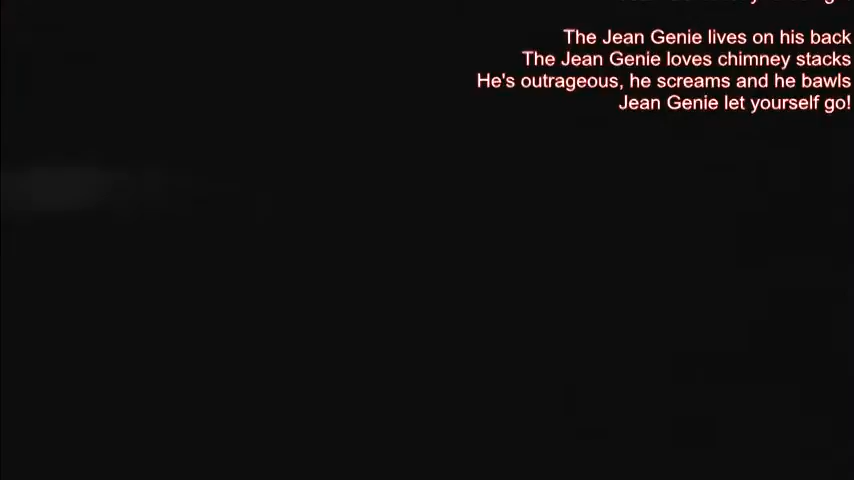 The Jean Genie lives on his back
The Jean Genie loves chimney stacks
He's outrageous, he screams and he bawls
Jean Genie let yourself go!